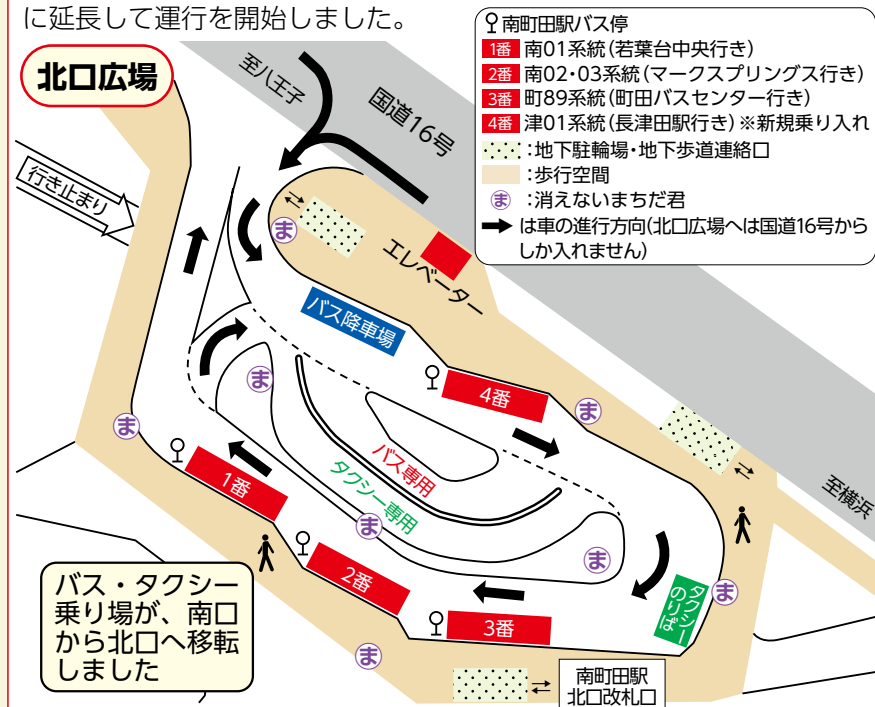 に延長して運行を開始しました。
北口広場
至八王子
国道16号
南町田駅バス停
1番 南01系統(若葉台中央行き)
2番 南02・03系統(マークスプリングス行き)
3番 町89系統(町田バスセンター行き)
4番 津01系統(長津田駅行き)※新規乗り入れ
:地下駐輪場・地下歩道連絡口
:歩行空間
ま :消えないまちだ君
は車の進行方向(北口広場へは国道16号から
しか入れません)
行き止まり
ま
エレベーター
バス降車場
ま
4番
ま
ま
バス専用
タクシー専用
至横浜
1番
ま
ま
2番
3番
タクシー
のりば
ま
ま
バス・タクシー
乗り場が、南口
から北口へ移転
しました
南町田駅
北口改札口